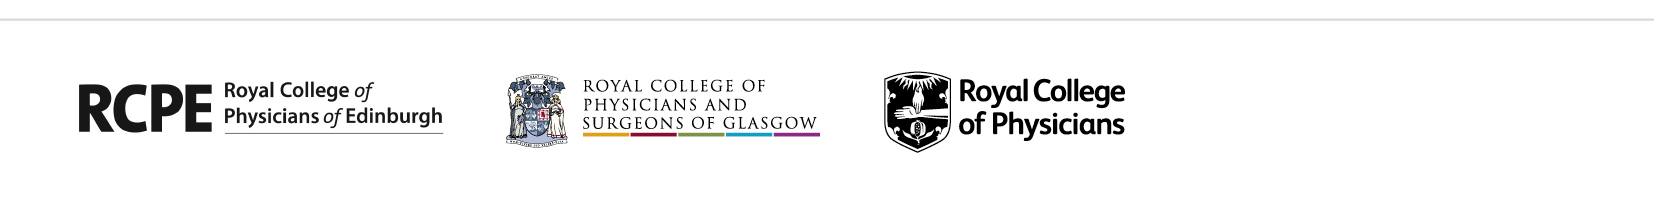 RCPE
Royal College of
Physicians of Edinburgh
ROYAL COLLEGE OF
PHYSICIANS AND
SURGEONS OF GLASGOW
Royal College
of Physicians